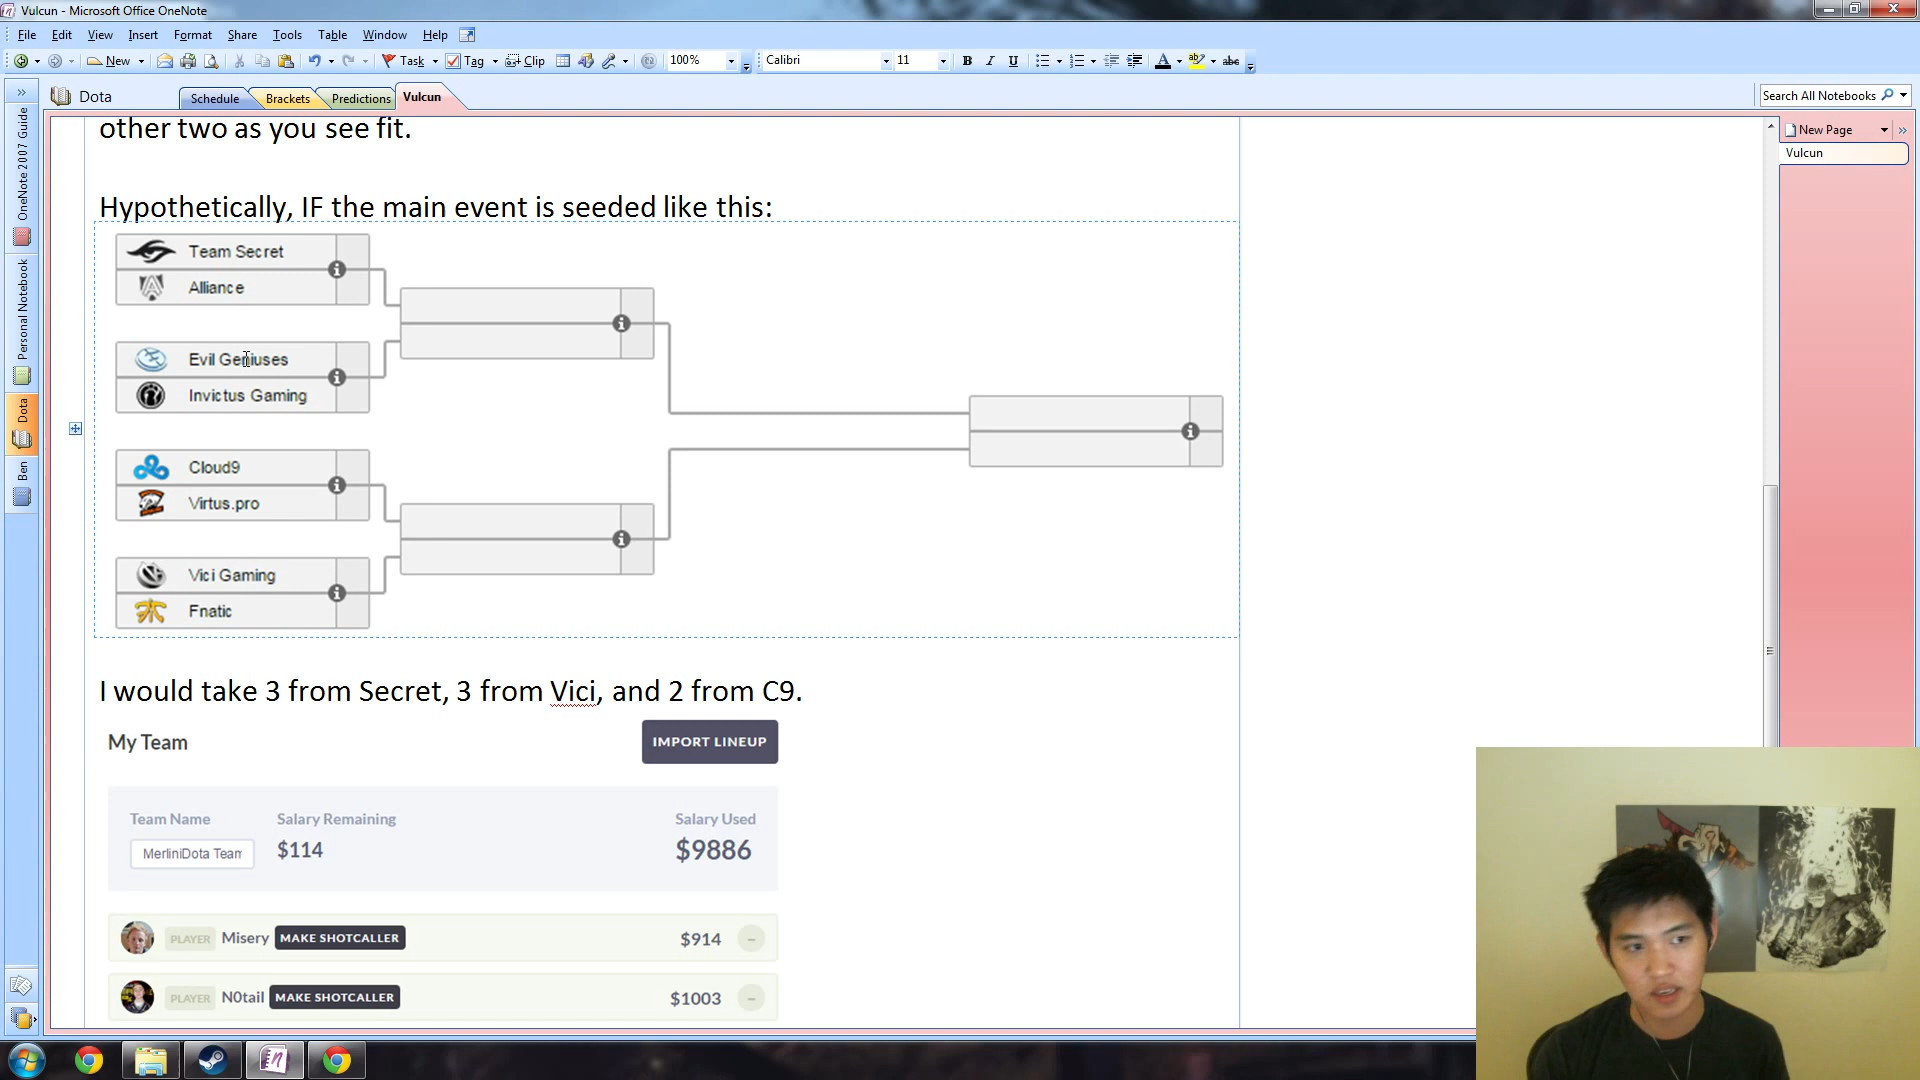 Vulcun - Microsoft Office OneNote
File Edit View Insert Format Share Tools Table Window Help
New Task Tag Clip 100% Calibri 11 B I U A ab abc
Dota Schedule Brackets Predictions Vulcun Search All Notebooks
New Page
Vulcun
OneNote 2007 Guide
Personal Notebook
Dota
Ben
other two as you see fit.
Hypothetically, IF the main event is seeded like this:
Team Secret
Alliance
Evil Geniuses
Invictus Gaming
Cloud9
Virtus.pro
Vici Gaming
Fnatic
I would take 3 from Secret, 3 from Vici, and 2 from C9.
My Team IMPORT LINEUP
Team Name Salary Remaining Salary Used
MerliniDota Team $114 $9886
PLAYER Misery MAKE SHOTCALLER $914
PLAYER N0tail MAKE SHOTCALLER $1003